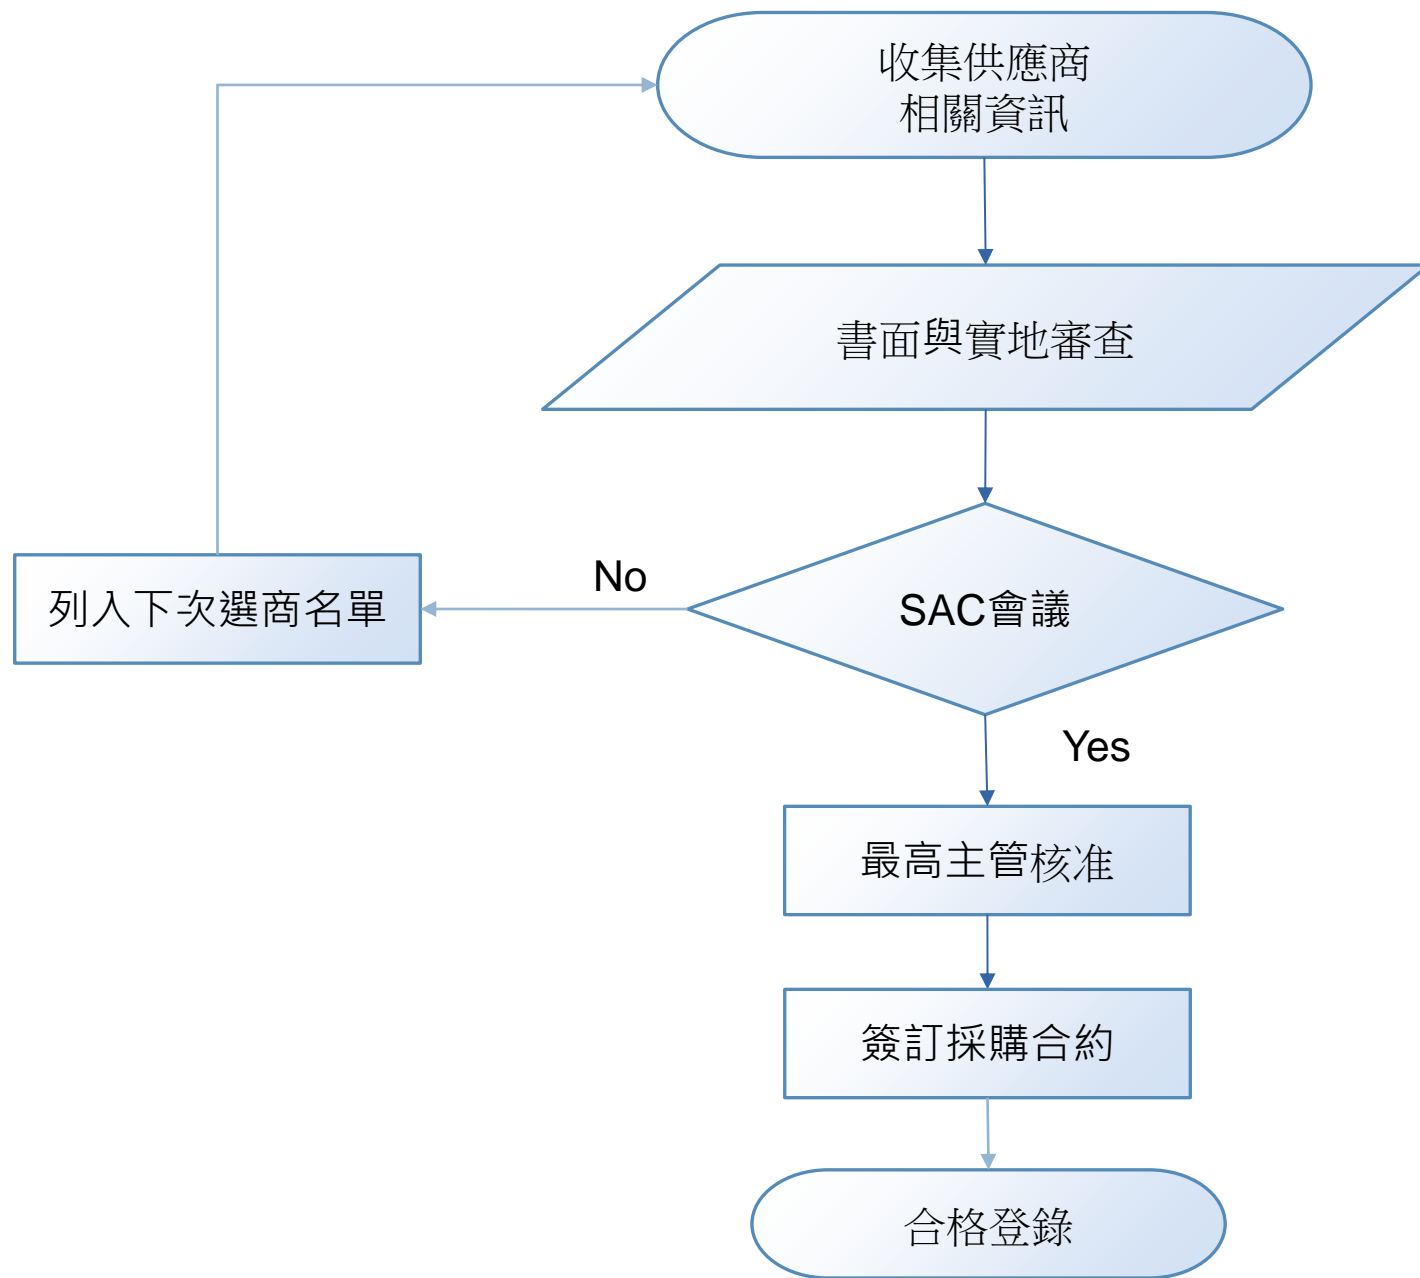 收集供應商
相關資訊
書面與實地審查
No
列入下次選商名單
SAC會議
Yes
最高主管核准
簽訂採購合約
合格登錄